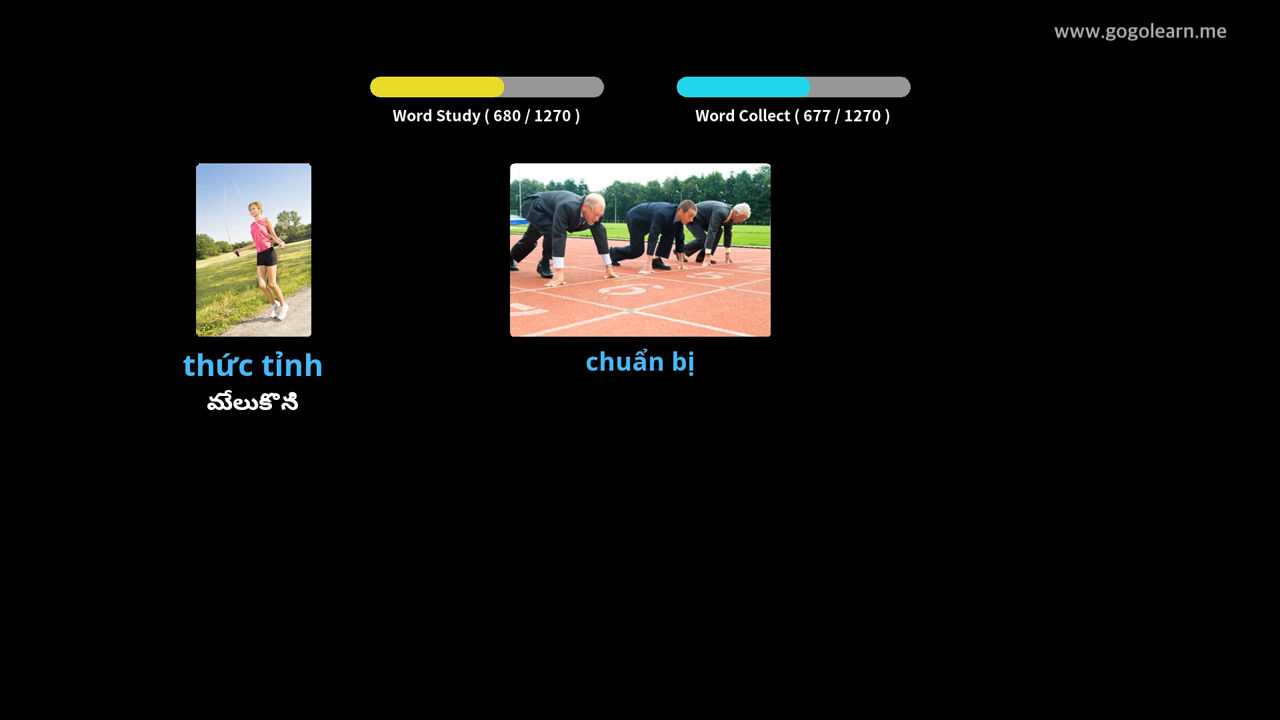 www.gogolearn.me
Word Study ( 680 / 1270 )
Word Collect ( 677 / 1270 )
thức tỉnh
మేలుకొని
chuẩn bị